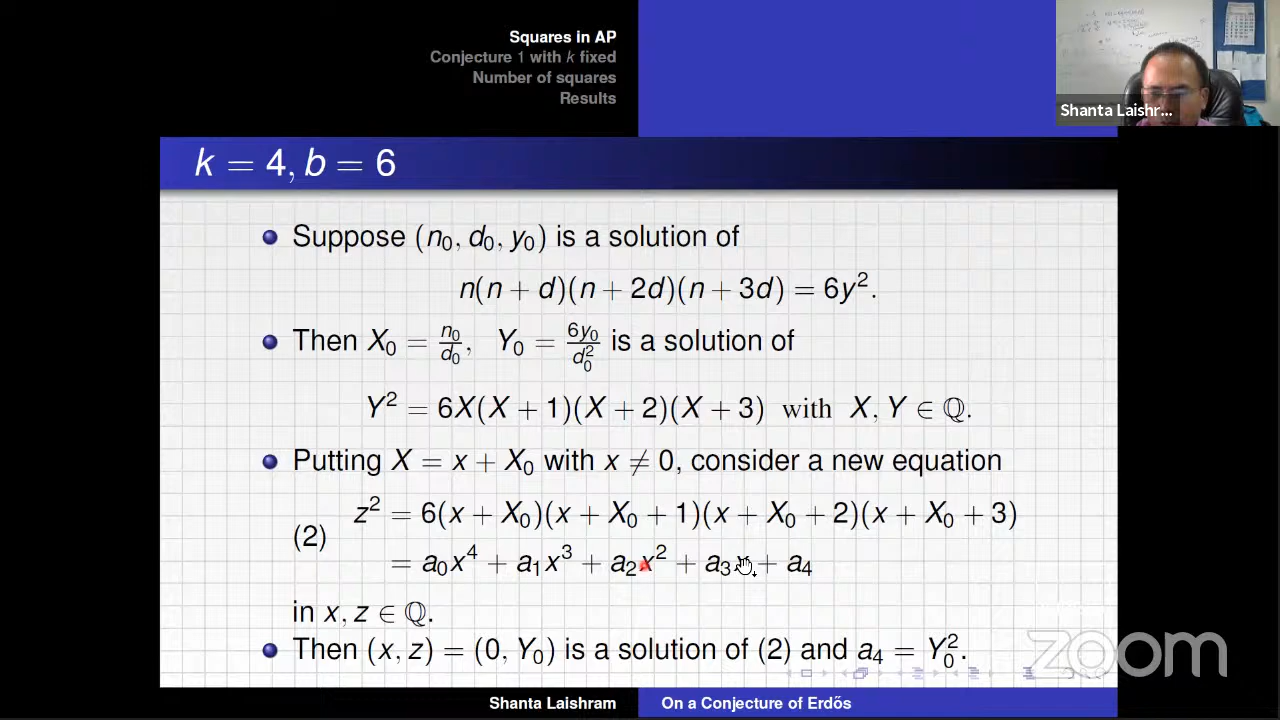 Squares in AP
Conjecture 1 with k fixed
Number of squares
Results
Shanta Laishr...
k = 4, b = 6
Suppose (n₀, d₀, y₀) is a solution of
n(n + d)(n + 2d)(n + 3d) = 6y².
Then X₀ = n₀/d₀, Y₀ = 6y₀/d₀² is a solution of
Y² = 6X(X + 1)(X + 2)(X + 3) with X, Y ∈ ℚ.
Putting X = x + X₀ with x ≠ 0, consider a new equation
z² = 6(x + X₀)(x + X₀ + 1)(x + X₀ + 2)(x + X₀ + 3)
(2)
= a₀x⁴ + a₁x³ + a₂x² + a₃x + a₄
in x, z ∈ ℚ.
Then (x, z) = (0, Y₀) is a solution of (2) and a₄ = Y₀².
zoom
Shanta Laishram On a Conjecture of Erdős